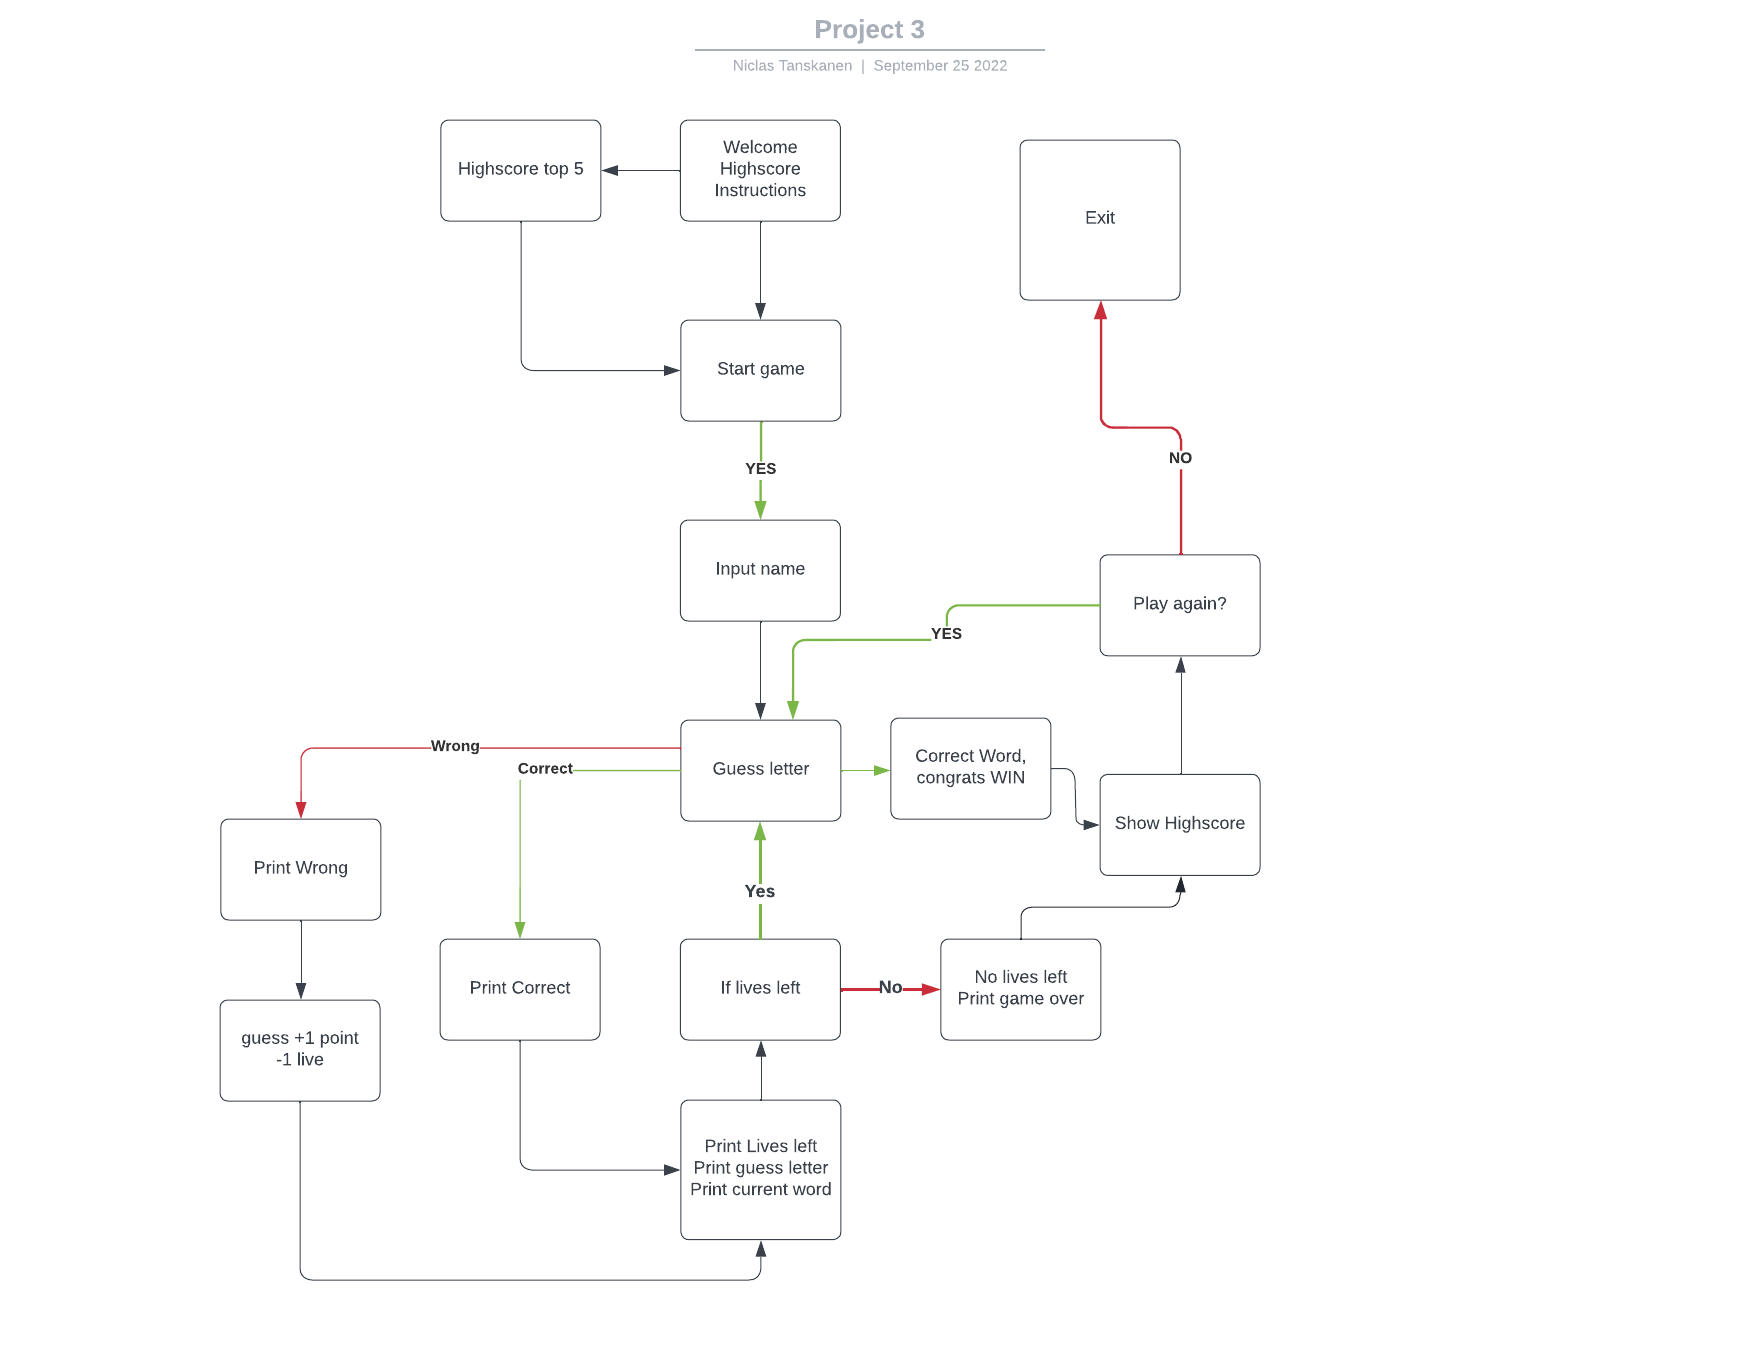 Project 3
Niclas Tanskanen | September 25 2022
Highscore top 5
Welcome
Highscore
Instructions
Exit
Start game
YES
NO
Input name
Play again?
YES
Wrong
Correct
Guess letter
Correct Word,
congrats WIN
Show Highscore
Print Wrong
Yes
Print Correct
If lives left
No
No lives left
Print game over
guess +1 point
-1 live
Print Lives left
Print guess letter
Print current word